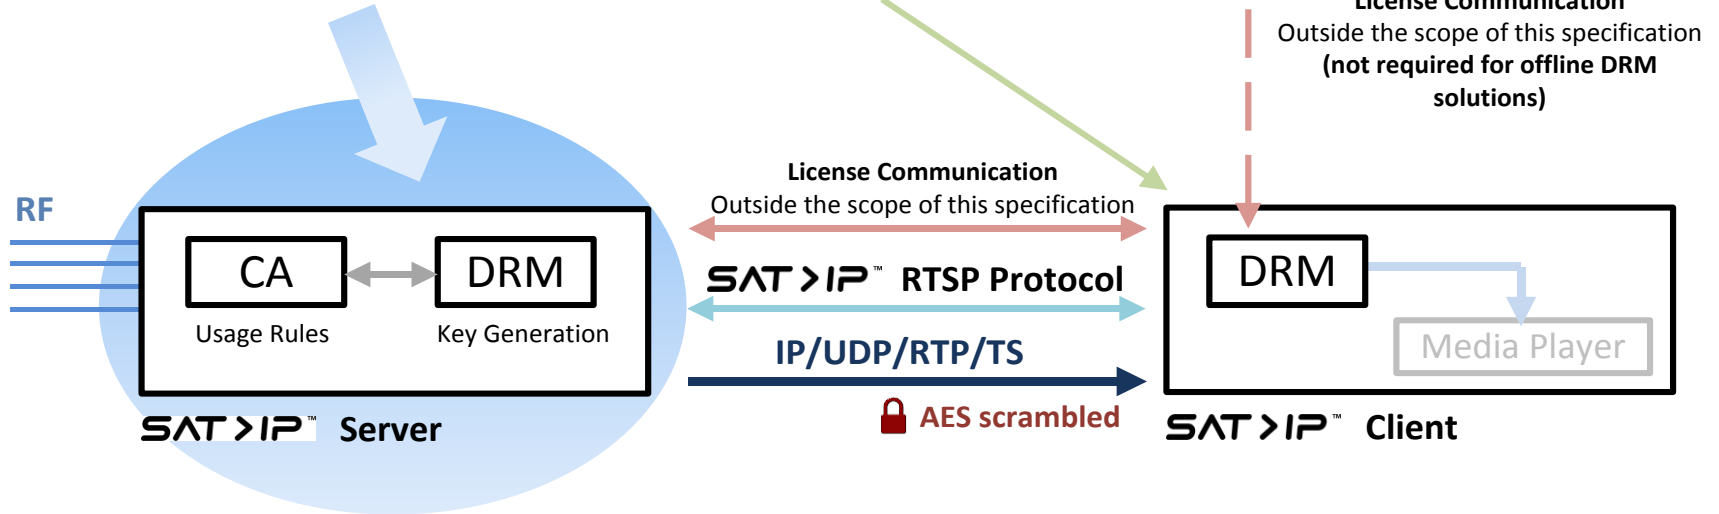 License Communication
Outside the scope of this specification
(not required for offline DRM
solutions)
License Communication
Outside the scope of this specification
RF
CA
DRM
Usage Rules
Key Generation
SAT>IP™ RTSP Protocol
IP/UDP/RTP/TS
AES scrambled
DRM
Media Player
SAT>IP™ Server
SAT>IP™ Client